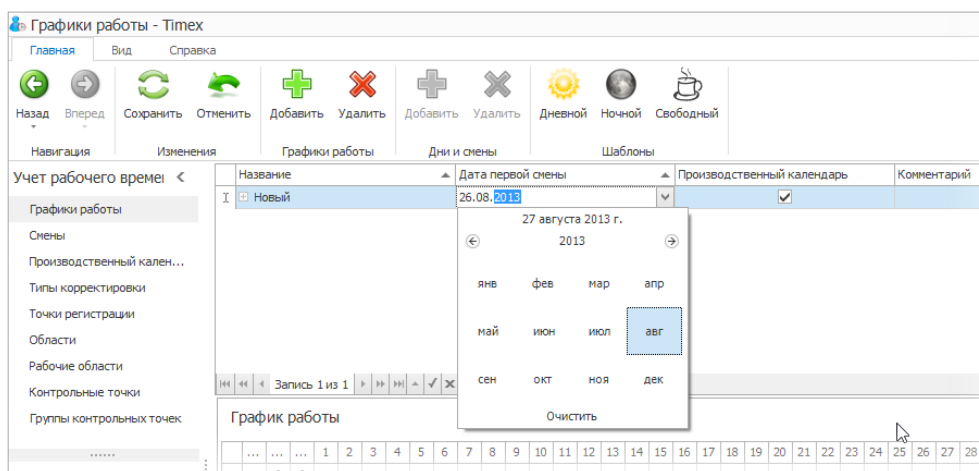 Графики работы - Timex
Главная Вид Справка
Назад Вперед Сохранить Отменить Добавить Удалить Добавить Удалить Дневной Ночной Свободный
Навигация Изменения Графики работы Дни и смены Шаблоны
Учет рабочего времен
Название Дата первой смены Производственный календарь Комментарий
Новый 26.08.2013
Графики работы
Смены
Производственный кален...
Типы корректировки
Точки регистрации
Области
Рабочие области
Контрольные точки
Группы контрольных точек
27 августа 2013 г.
2013
янв фев мар апр
май июн июл авг
сен окт ноя дек
Очистить
Запись 1 из 1
График работы
... ... ... 1 2 3 4 5 6 7 8 9 10 11 12 13 14 15 16 17 18 19 20 21 22 23 24 25 26 27 28